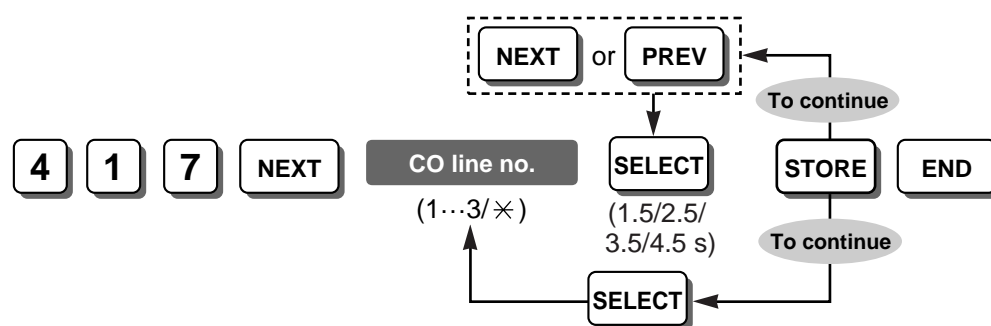 NEXT or PREV
To continue
4 1 7 NEXT CO line no. SELECT STORE END
(1···3/✳) (1.5/2.5/
3.5/4.5 s)
To continue
SELECT